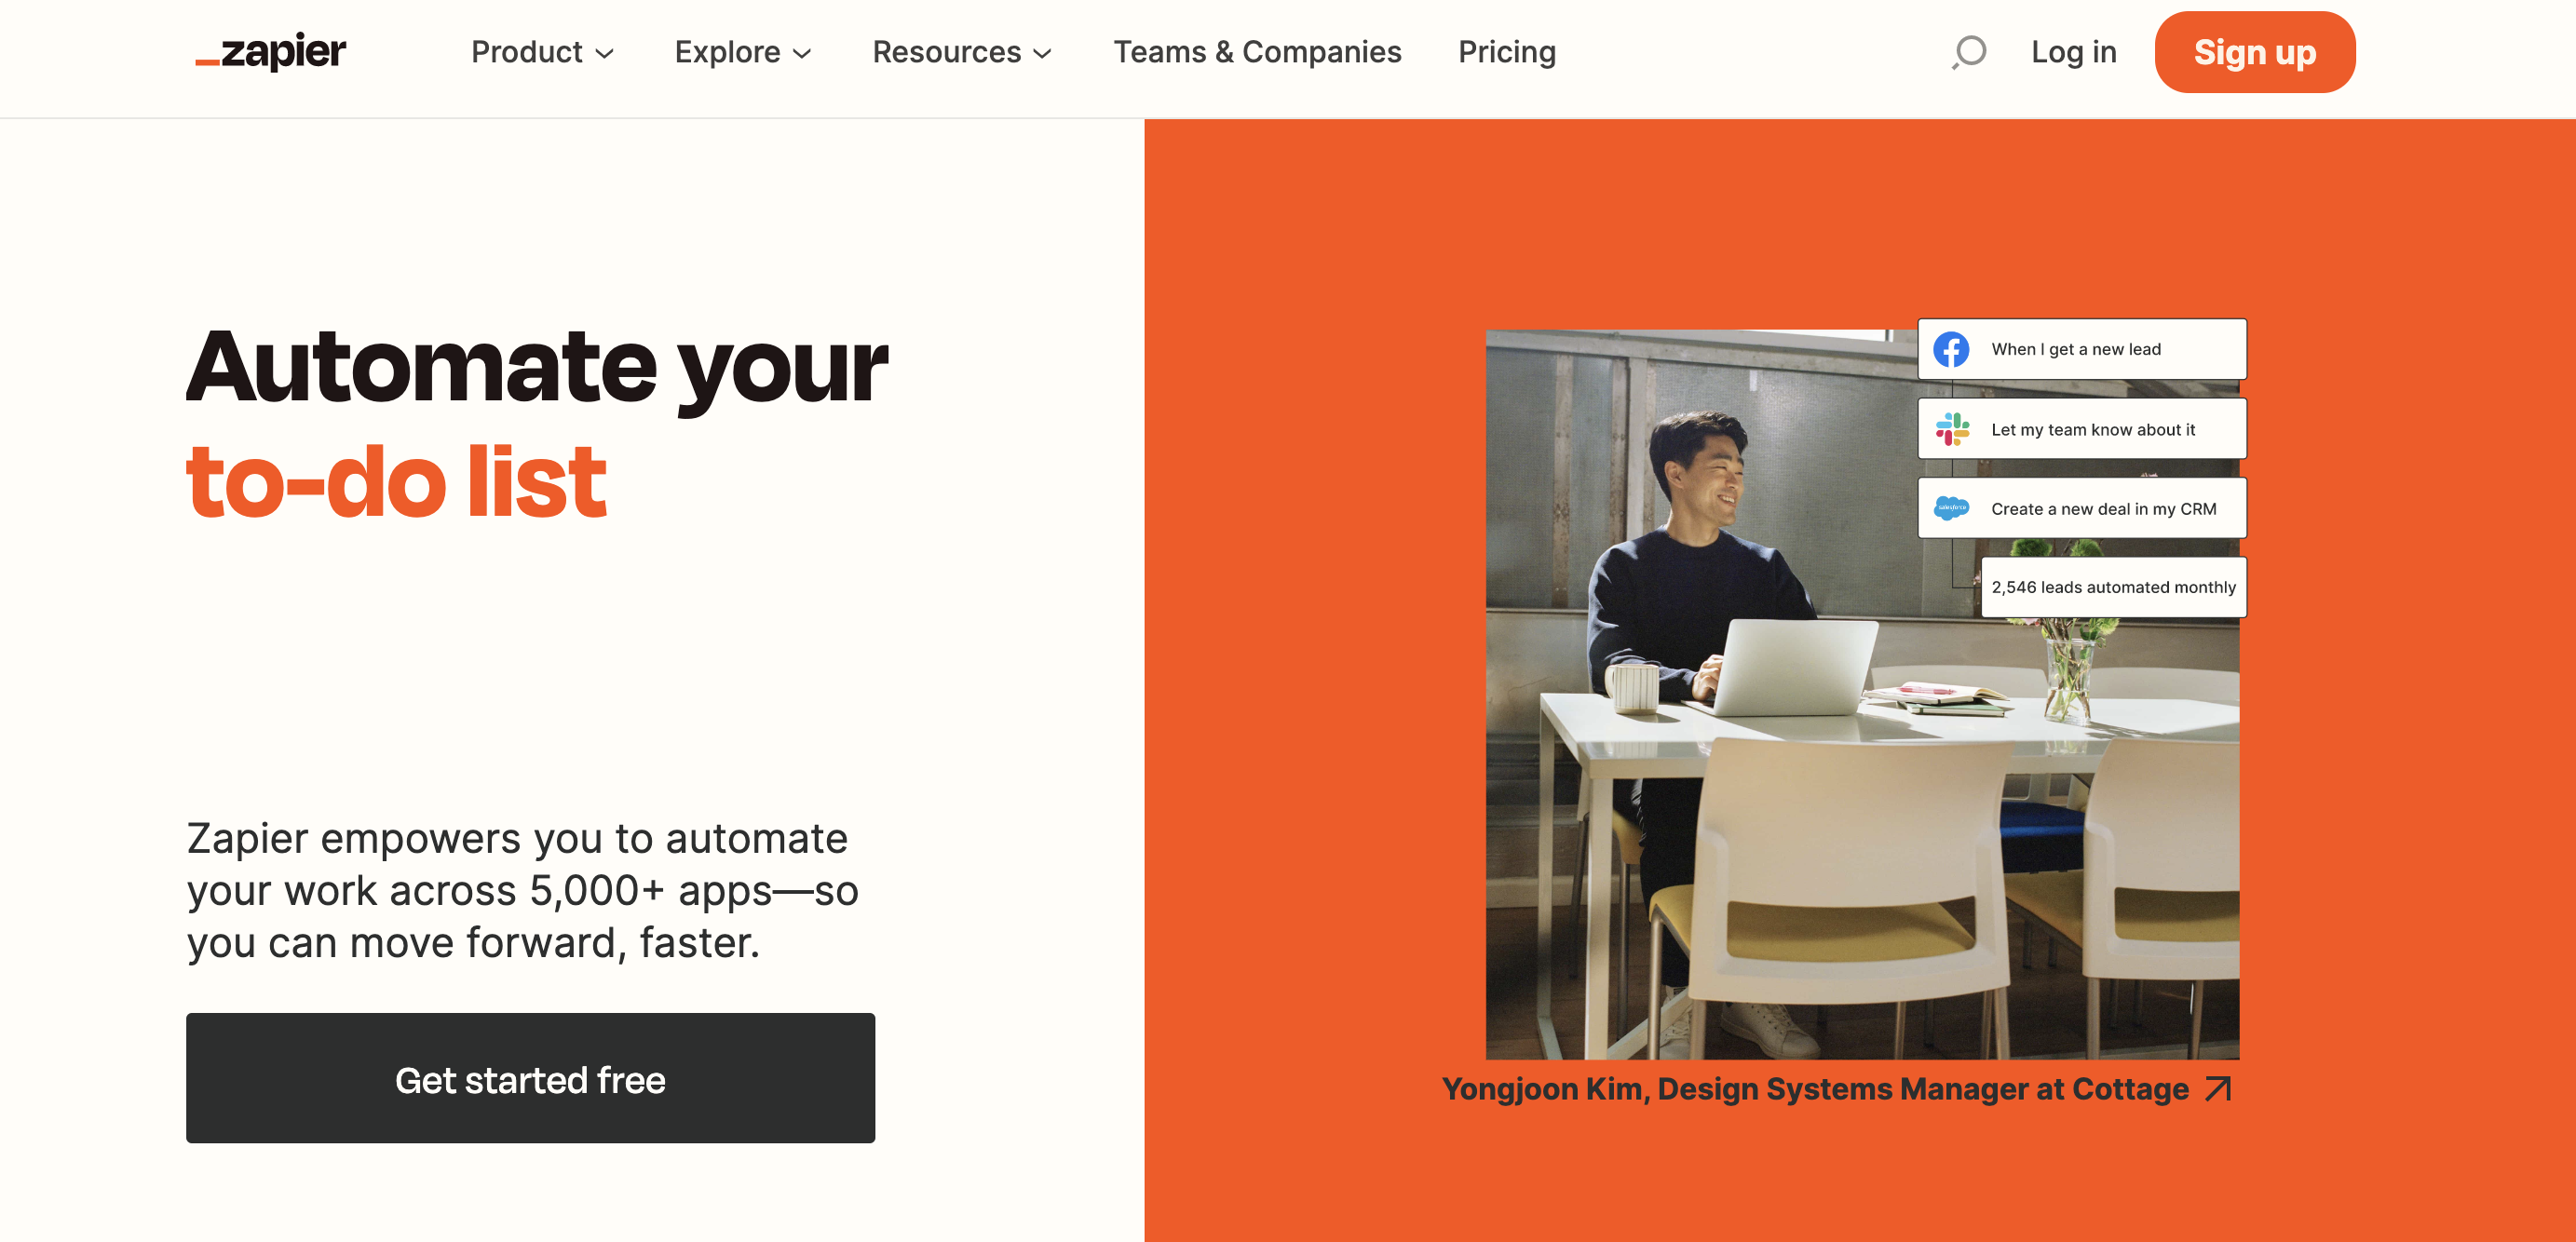 zapier
Product
Explore
Resources
Teams & Companies
Pricing
Log in
Sign up
Automate your
to-do list
Zapier empowers you to automate
your work across 5,000+ apps—so
you can move forward, faster.
Get started free
When I get a new lead
Let my team know about it
salesforce
Create a new deal in my CRM
2,546 leads automated monthly
Yongjoon Kim, Design Systems Manager at Cottage